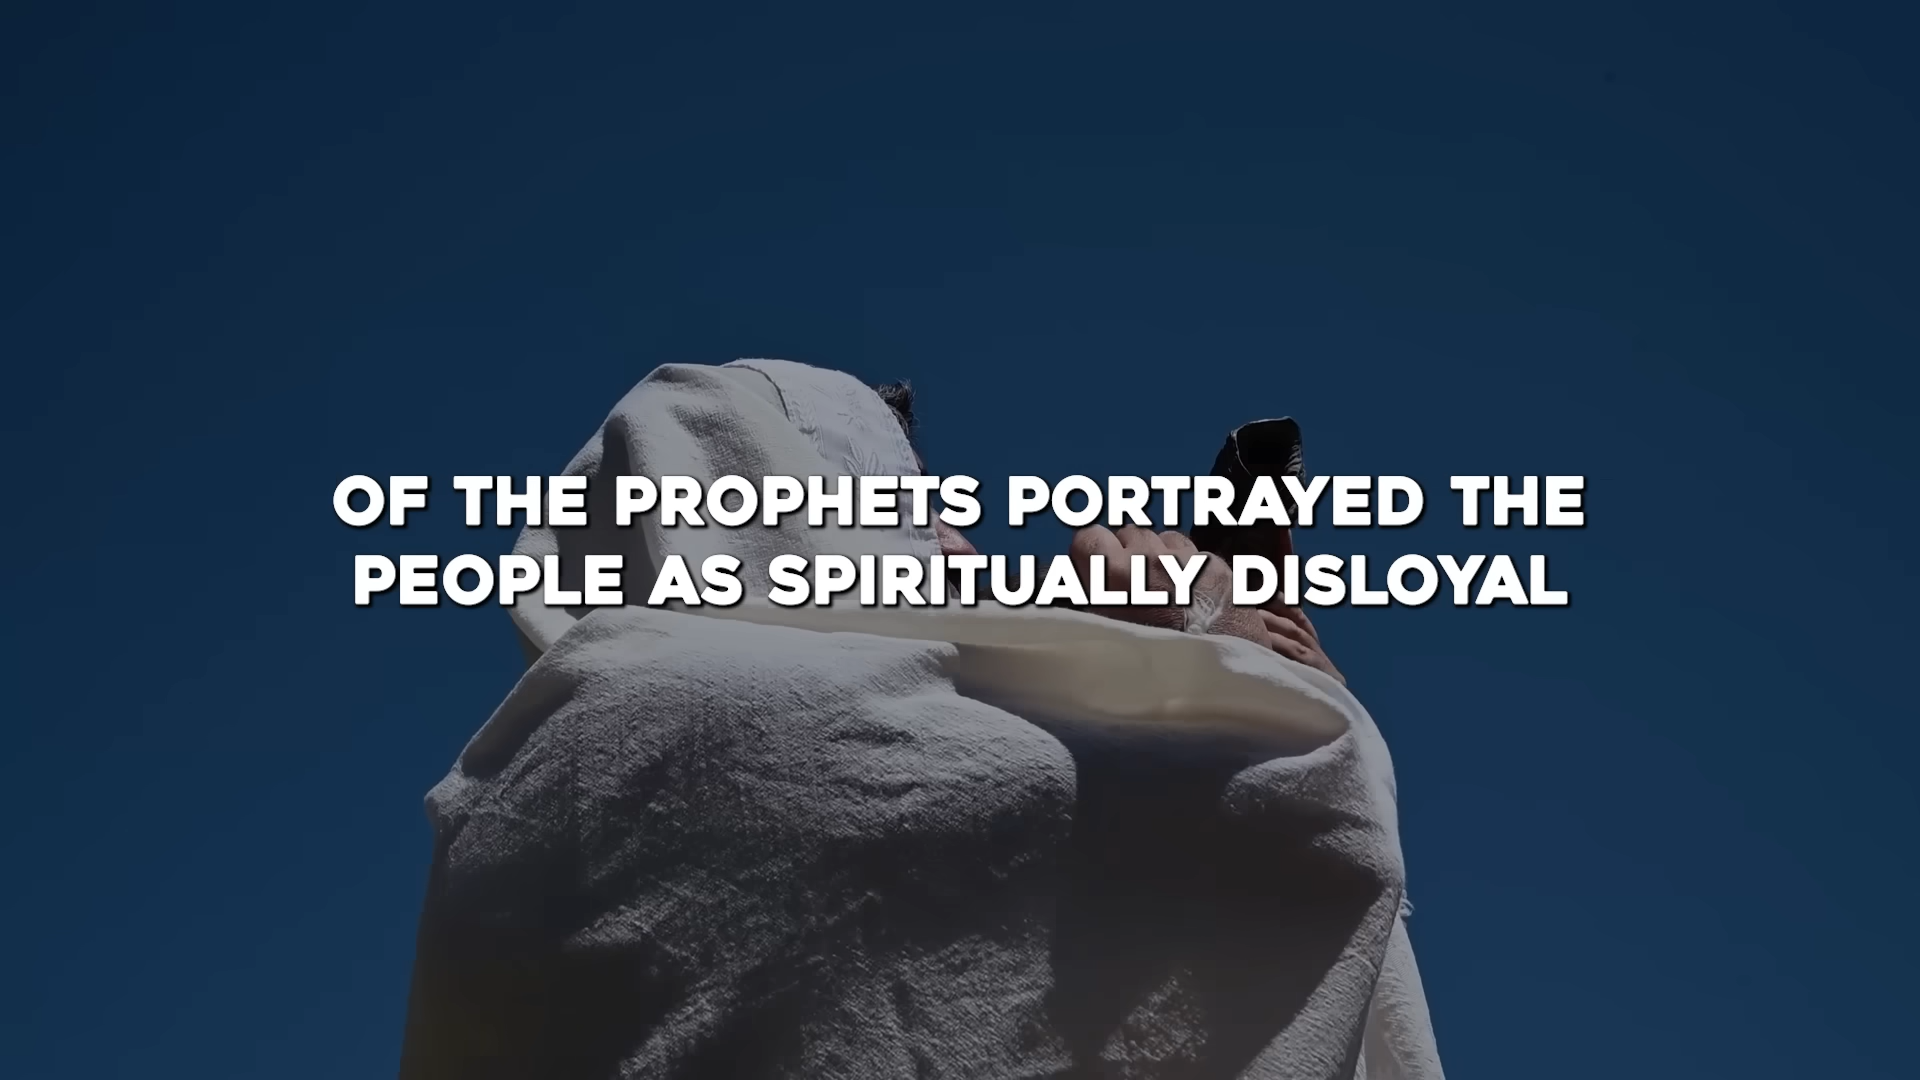 OF THE PROPHETS PORTRAYED THE
PEOPLE AS SPIRITUALLY DISLOYAL